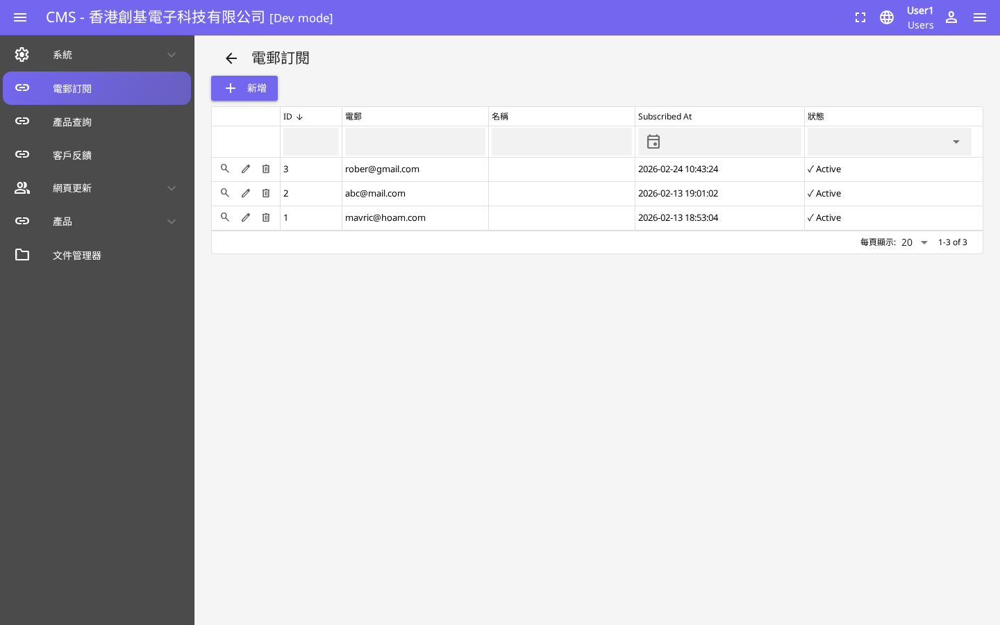 CMS - 香港創基電子科技有限公司 [Dev mode]
User1
Users
系統
電郵訂閱
產品查詢
客戶反饋
網頁更新
產品
文件管理器
電郵訂閱
新增
ID 電郵 名稱 Subscribed At 狀態
3 rober@gmail.com 2026-02-24 10:43:24 ✓ Active
2 abc@mail.com 2026-02-13 19:01:02 ✓ Active
1 mavric@hoam.com 2026-02-13 18:53:04 ✓ Active
每頁顯示: 20 1-3 of 3